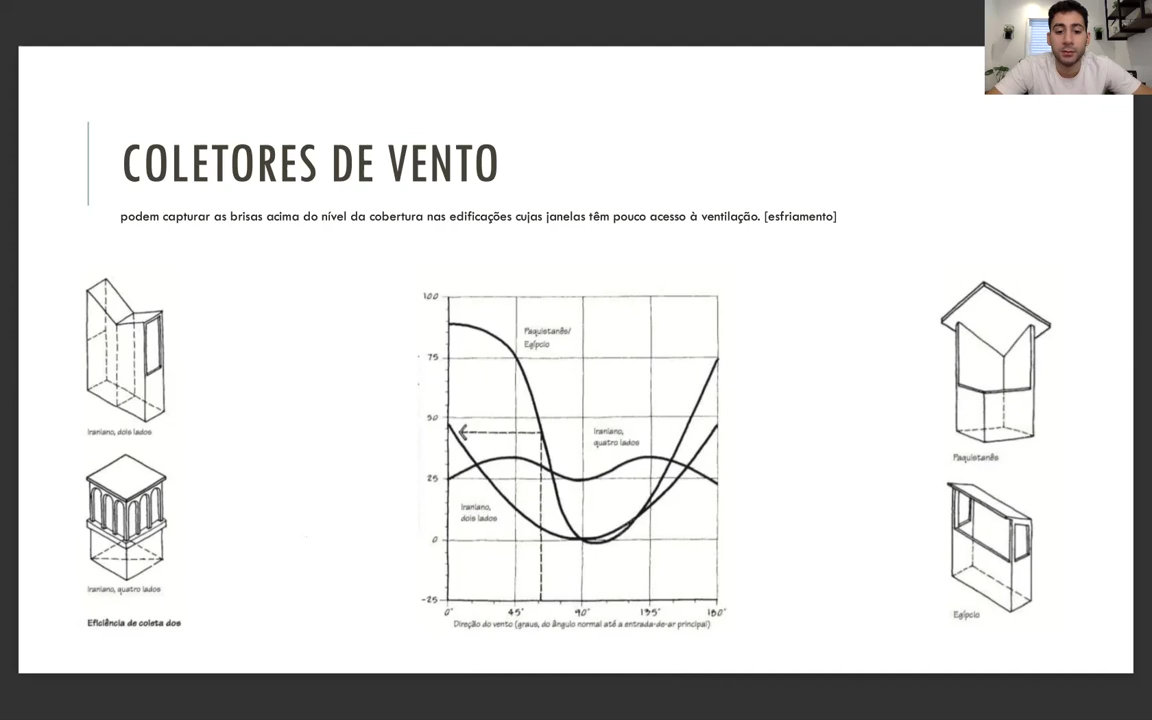 COLETORES DE VENTO
podem capturar as brisas acima do nível da cobertura nas edificações cujas janelas têm pouco acesso à ventilação. [esfriamento]
Iraniano, dois lados
Iraniano, quatro lados
Eficiência de coleta dos
100
75
50
25
0
-25
Paquistanês/
Egípcio
Iraniano,
quatro lados
Iraniano,
dois lados
0° 45° 90° 135° 180°
Direção do vento (graus, do ângulo normal até a entrada-de-ar principal)
Paquistanês
Egípcio